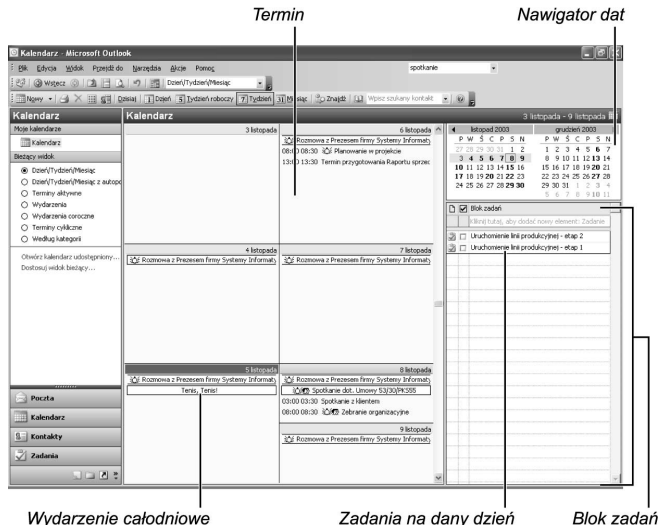 Termin
Nawigator dat
Kalendarz - Microsoft Outlook
Plik Edycja Widok Przejdź do Narzędzia Akcje Pomoc
spotkanie
Wstecz Dzień/Tydzień/Miesiąc
Nowy Dzisiaj 1 Dzień 5 Tydzień roboczy 7 Tydzień 31 Miesiąc Znajdź Wpisz szukany kontakt
Kalendarz
Moje kalendarze
Kalendarz
Bieżący widok
Dzień/Tydzień/Miesiąc
Dzień/Tydzień/Miesiąc z autopo
Terminy aktywne
Wydarzenia
Wydarzenia coroczne
Terminy cykliczne
Według kategorii
Otwórz kalendarz udostępniony...
Dostosuj widok bieżący...
Poczta
Kalendarz
Kontakty
Zadania
Kalendarz
3 listopada - 9 listopada
3 listopada
4 listopada
Rozmowa z Prezesem firmy Systemy Informaty
5 listopada
Rozmowa z Prezesem firmy Systemy Informaty
Tenis, Tenis!
6 listopada
Rozmowa z Prezesem firmy Systemy Informaty
08:00 08:30 Planowanie w projekcie
13:00 13:30 Termin przygotowania Raportu sprzed
7 listopada
Rozmowa z Prezesem firmy Systemy Informaty
8 listopada
Rozmowa z Prezesem firmy Systemy Informaty
Spotkanie dot. Umowy 53/30/PKS55
03:00 03:30 Spotkanie z klientem
08:00 08:30 Zebranie organizacyjne
9 listopada
Rozmowa z Prezesem firmy Systemy Informaty
listopad 2003
P W Ś C P S N
27 28 29 30 31 1 2
3 4 5 6 7 8 9
10 11 12 13 14 15 16
17 18 19 20 21 22 23
24 25 26 27 28 29 30
grudzień 2003
P W Ś C P S N
1 2 3 4 5 6 7
8 9 10 11 12 13 14
15 16 17 18 19 20 21
22 23 24 25 26 27 28
29 30 31 1 2 3 4
5 6 7 8 9 10 11
Blok zadań
Kliknij tutaj, aby dodać nowy element: Zadanie
Uruchomienie linii produkcyjnej - etap 2
Uruchomienie linii produkcyjnej - etap 1
Wydarzenie całodniowe
Zadania na dany dzień
Blok zadań